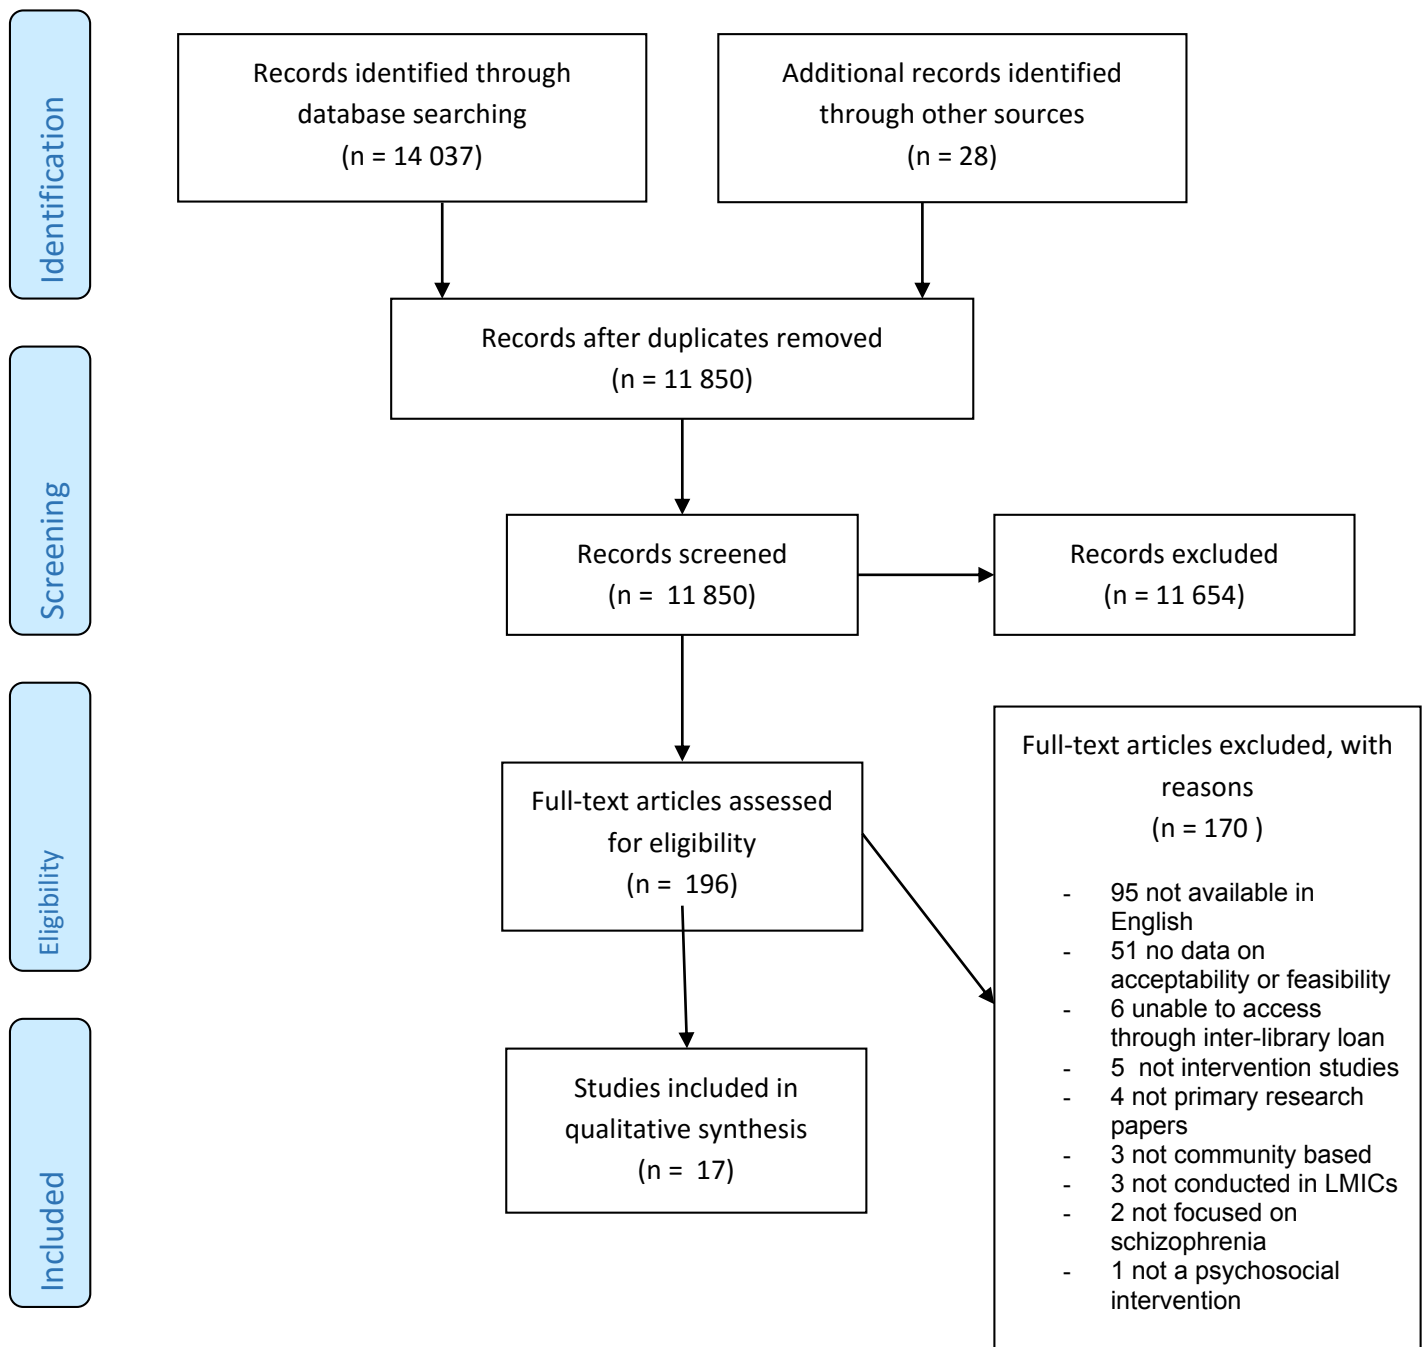 Identification
Records identified through
database searching
(n = 14 037)
Additional records identified
through other sources
(n = 28)
Records after duplicates removed
(n = 11 850)
Screening
Records screened
(n = 11 850)
Records excluded
(n = 11 654)
Eligibility
Full-text articles assessed
for eligibility
(n = 196)
Full-text articles excluded, with
reasons
(n = 170 )
- 95 not available in
English
- 51 no data on
acceptability or feasibility
- 6 unable to access
through inter-library loan
- 5 not intervention studies
- 4 not primary research
papers
- 3 not community based
- 3 not conducted in LMICs
- 2 not focused on
schizophrenia
- 1 not a psychosocial
intervention
Included
Studies included in
qualitative synthesis
(n = 17)